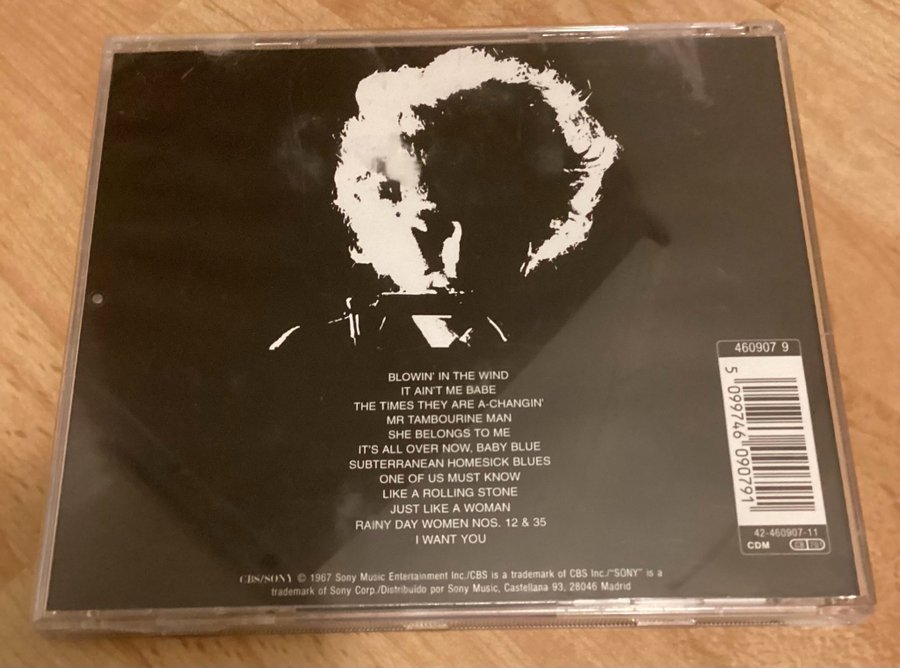 BLOWIN' IN THE WIND
IT AIN'T ME BABE
THE TIMES THEY ARE A-CHANGIN'
MR TAMBOURINE MAN
SHE BELONGS TO ME
IT'S ALL OVER NOW, BABY BLUE
SUBTERRANEAN HOMESICK BLUES
ONE OF US MUST KNOW
LIKE A ROLLING STONE
JUST LIKE A WOMAN
RAINY DAY WOMEN NOS. 12 & 35
I WANT YOU
460907 9
5 099746 090791
42-460907-11
CDM
CBS/SONY © 1967 Sony Music Entertainment Inc./CBS is a trademark of CBS Inc./"SONY" is a
trademark of Sony Corp./Distribuido por Sony Music, Castellana 93, 28046 Madrid